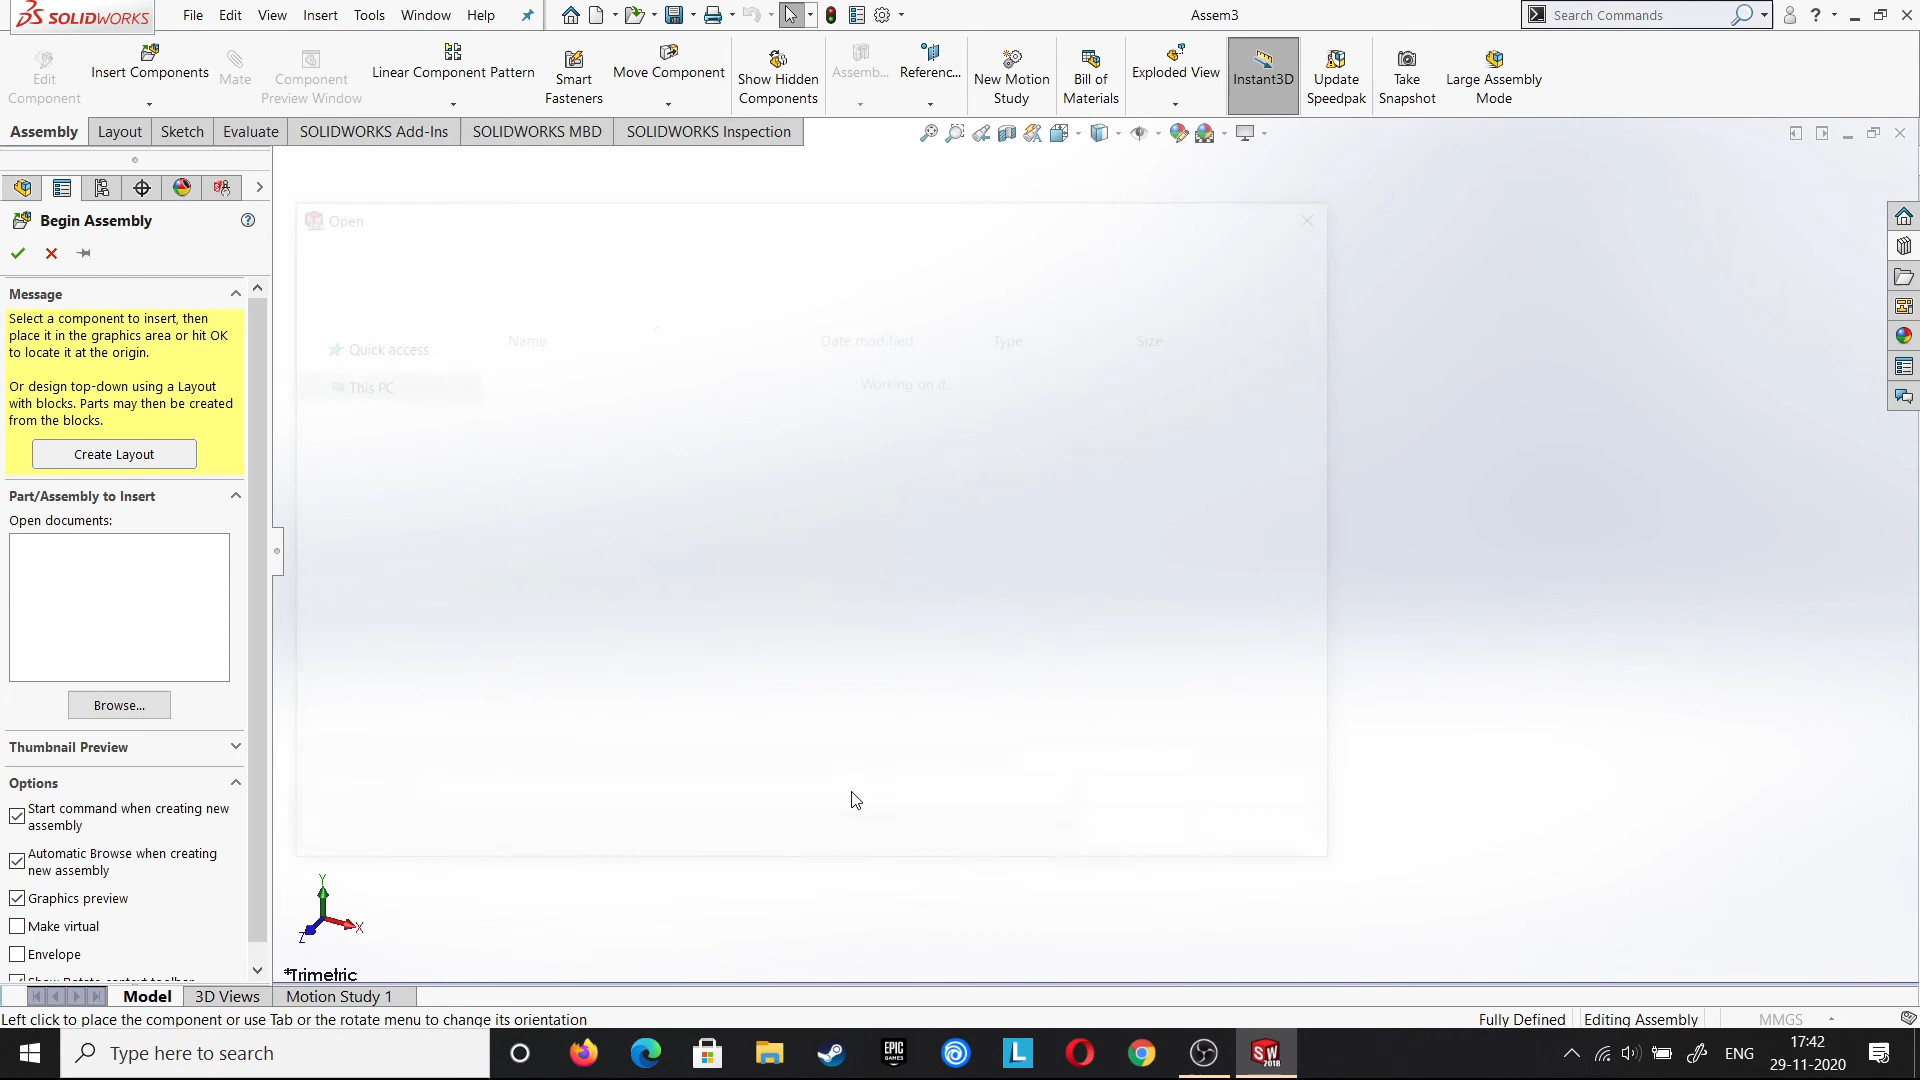 SOLIDWORKS
File Edit View Insert Tools Window Help
Assem3
Search Commands
Edit Component
Insert Components
Mate
Component Preview Window
Linear Component Pattern
Smart Fasteners
Move Component
Show Hidden Components
Assemb...
Referenc...
New Motion Study
Bill of Materials
Exploded View
Instant3D
Update Speedpak
Take Snapshot
Large Assembly Mode
Assembly Layout Sketch Evaluate SOLIDWORKS Add-Ins SOLIDWORKS MBD SOLIDWORKS Inspection
Begin Assembly
Message
Select a component to insert, then
place it in the graphics area or hit OK
to locate it at the origin.
Or design top-down using a Layout
with blocks. Parts may then be created
from the blocks.
Create Layout
Part/Assembly to Insert
Open documents:
Browse...
Thumbnail Preview
Options
Start command when creating new
assembly
Automatic Browse when creating
new assembly
Graphics preview
Make virtual
Envelope
Show Rotate context toolbar
Open
Quick access
This PC
Name Date modified Type Size
Working on it...
Y
X
Z
*Trimetric
Model 3D Views Motion Study 1
Left click to place the component or use Tab or the rotate menu to change its orientation
Fully Defined Editing Assembly MMGS
Type here to search
EPIC GAMES
L
SW 2018
ENG
17:42
29-11-2020